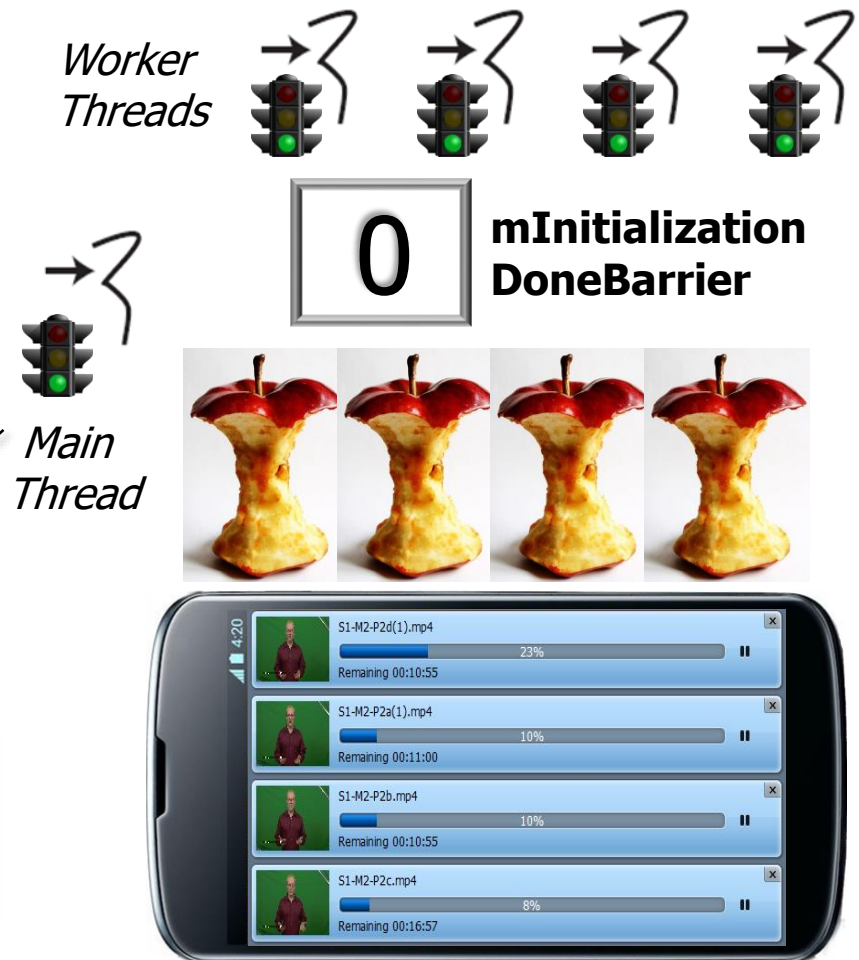 Worker
Threads
0
mInitialization
DoneBarrier
Main
Thread
4:20
S1-M2-P2d(1).mp4
23%
Remaining 00:10:55
x
S1-M2-P2a(1).mp4
10%
Remaining 00:11:00
x
S1-M2-P2b.mp4
10%
Remaining 00:10:55
x
S1-M2-P2c.mp4
8%
Remaining 00:16:57
x